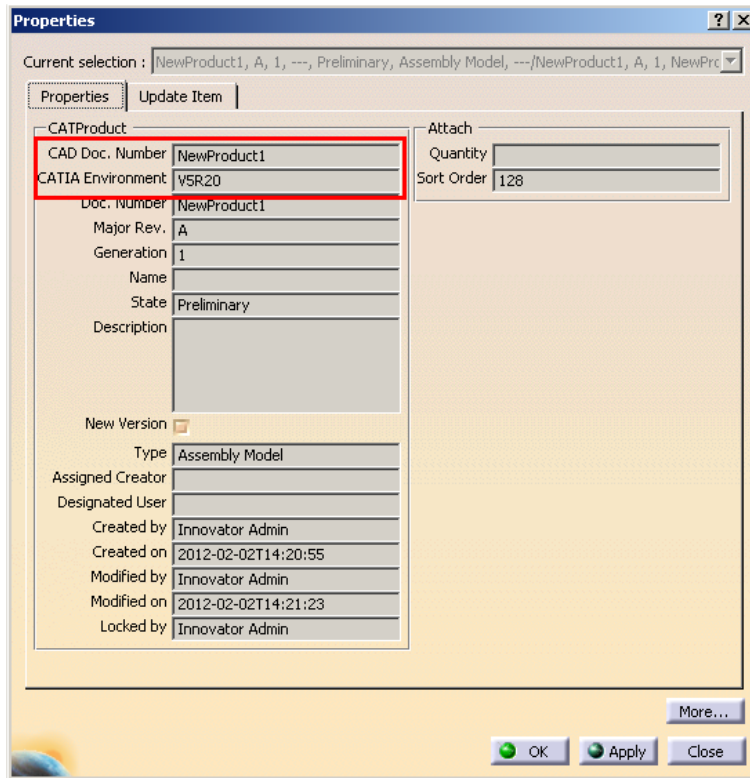 Properties
Current selection : NewProduct1, A, 1, ---, Preliminary, Assembly Model, ---/NewProduct1, A, 1, NewPrc
Properties Update Item
CATProduct
CAD Doc. Number NewProduct1
CATIA Environment V5R20
Doc. Number NewProduct1
Major Rev. A
Generation 1
Name
State Preliminary
Description
New Version
Type Assembly Model
Assigned Creator
Designated User
Created by Innovator Admin
Created on 2012-02-02T14:20:55
Modified by Innovator Admin
Modified on 2012-02-02T14:21:23
Locked by Innovator Admin
Attach
Quantity
Sort Order 128
More...
OK Apply Close